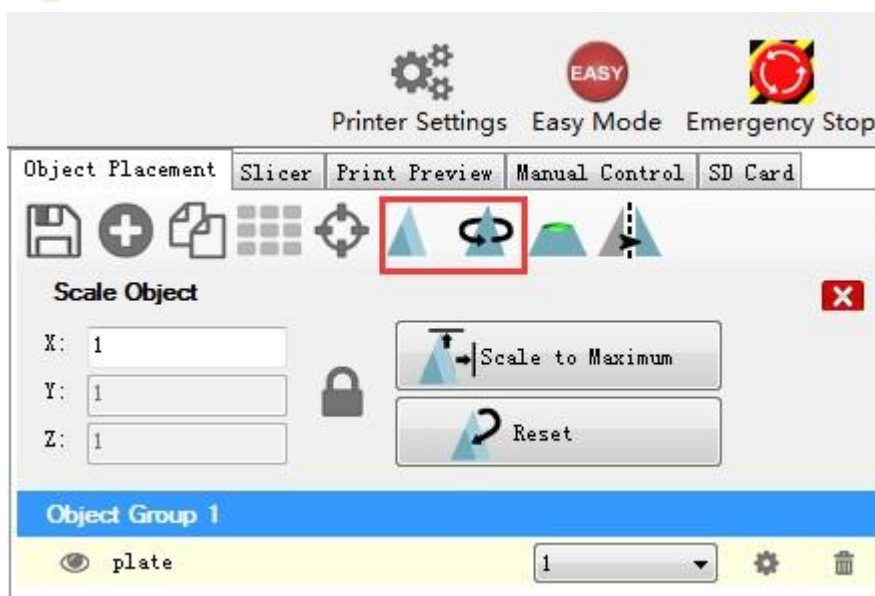 Printer Settings EASY Easy Mode Emergency Stop
Object Placement Slicer Print Preview Manual Control SD Card
Scale Object
X: 1
Y: 1
Z: 1
Scale to Maximum
Reset
Object Group 1
plate 1